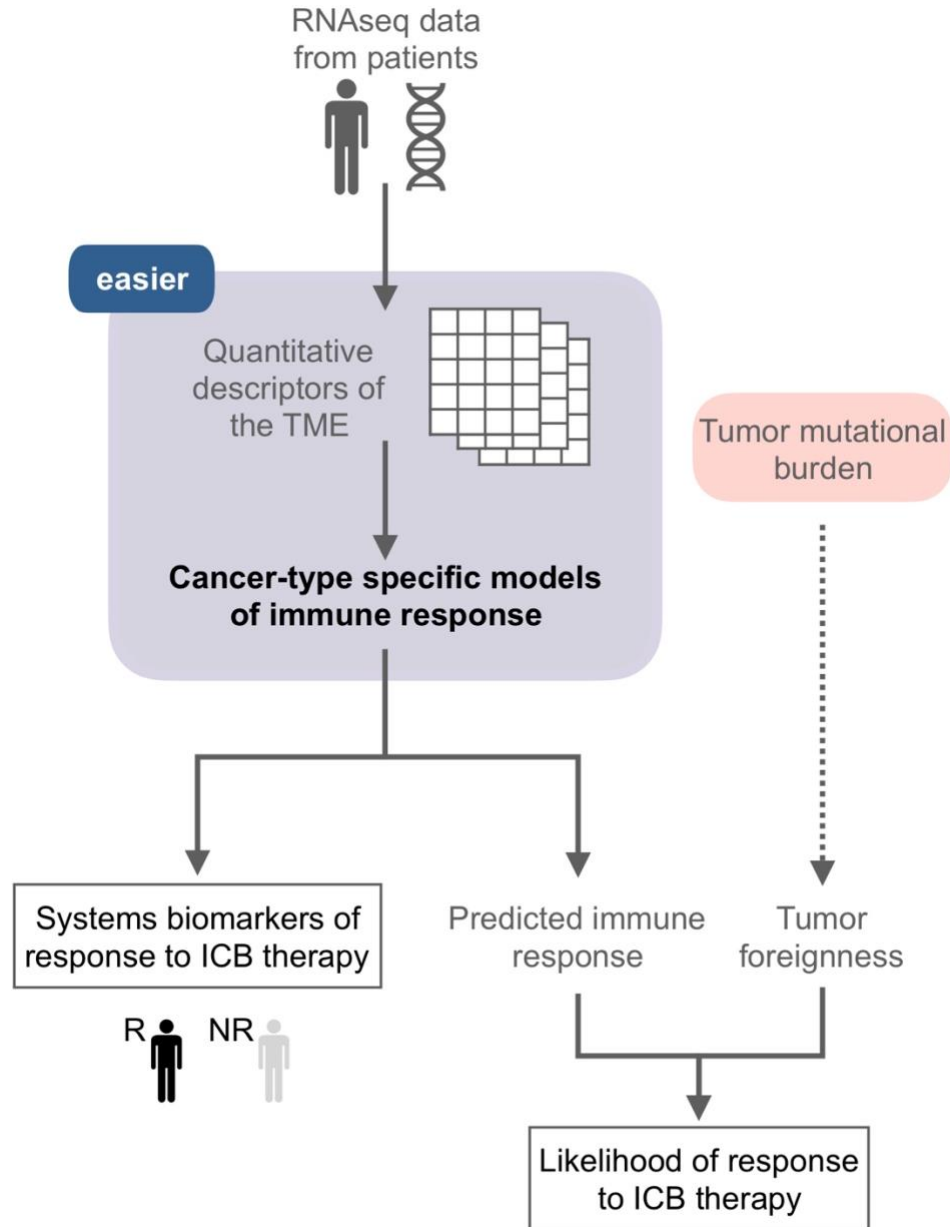 RNAseq data
from patients
easier
Quantitative
descriptors of
the TME
Tumor mutational
burden
Cancer-type specific models
of immune response
Systems biomarkers of
response to ICB therapy
Predicted immune
response
Tumor
foreignness
R
NR
Likelihood of response
to ICB therapy